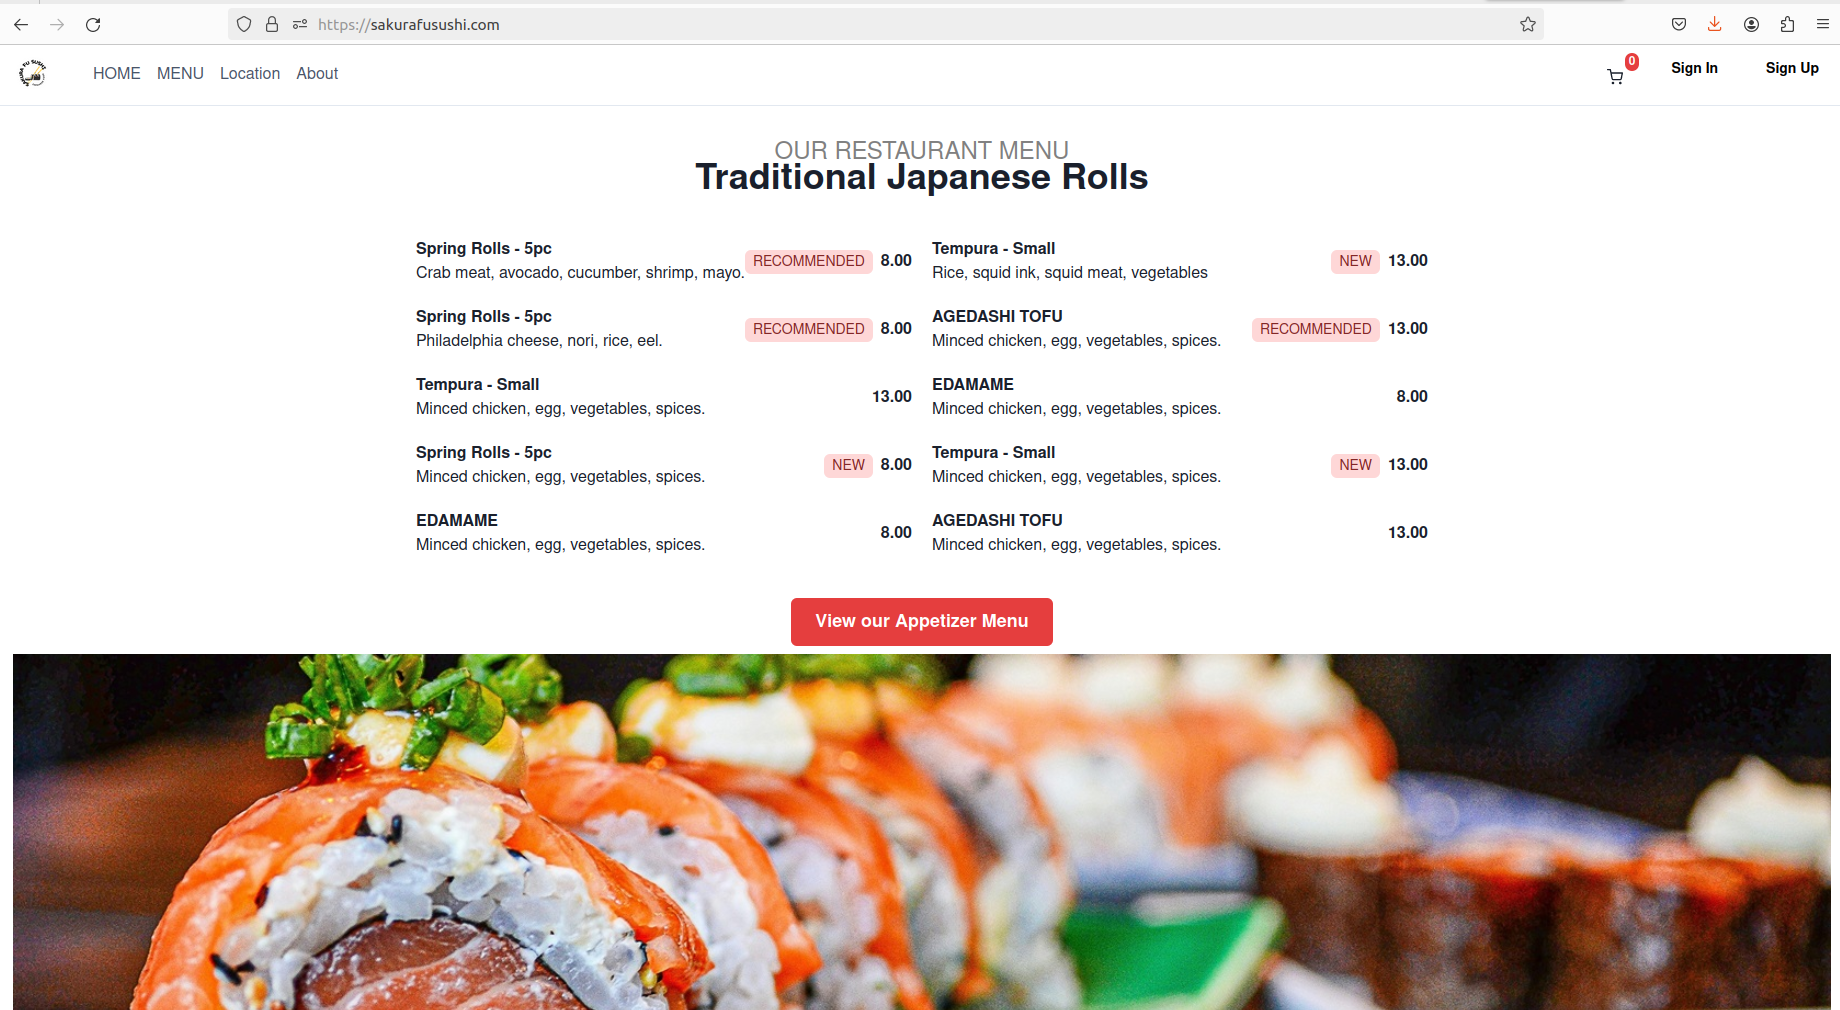 https://sakurafusushi.com
HOME MENU Location About
0
Sign In Sign Up
OUR RESTAURANT MENU
Traditional Japanese Rolls
Spring Rolls - 5pc
Crab meat, avocado, cucumber, shrimp, mayo.
RECOMMENDED 8.00
Tempura - Small
Rice, squid ink, squid meat, vegetables
NEW 13.00
Spring Rolls - 5pc
Philadelphia cheese, nori, rice, eel.
RECOMMENDED 8.00
AGEDASHI TOFU
Minced chicken, egg, vegetables, spices.
RECOMMENDED 13.00
Tempura - Small
Minced chicken, egg, vegetables, spices.
13.00
EDAMAME
Minced chicken, egg, vegetables, spices.
8.00
Spring Rolls - 5pc
Minced chicken, egg, vegetables, spices.
NEW 8.00
Tempura - Small
Minced chicken, egg, vegetables, spices.
NEW 13.00
EDAMAME
Minced chicken, egg, vegetables, spices.
8.00
AGEDASHI TOFU
Minced chicken, egg, vegetables, spices.
13.00
View our Appetizer Menu